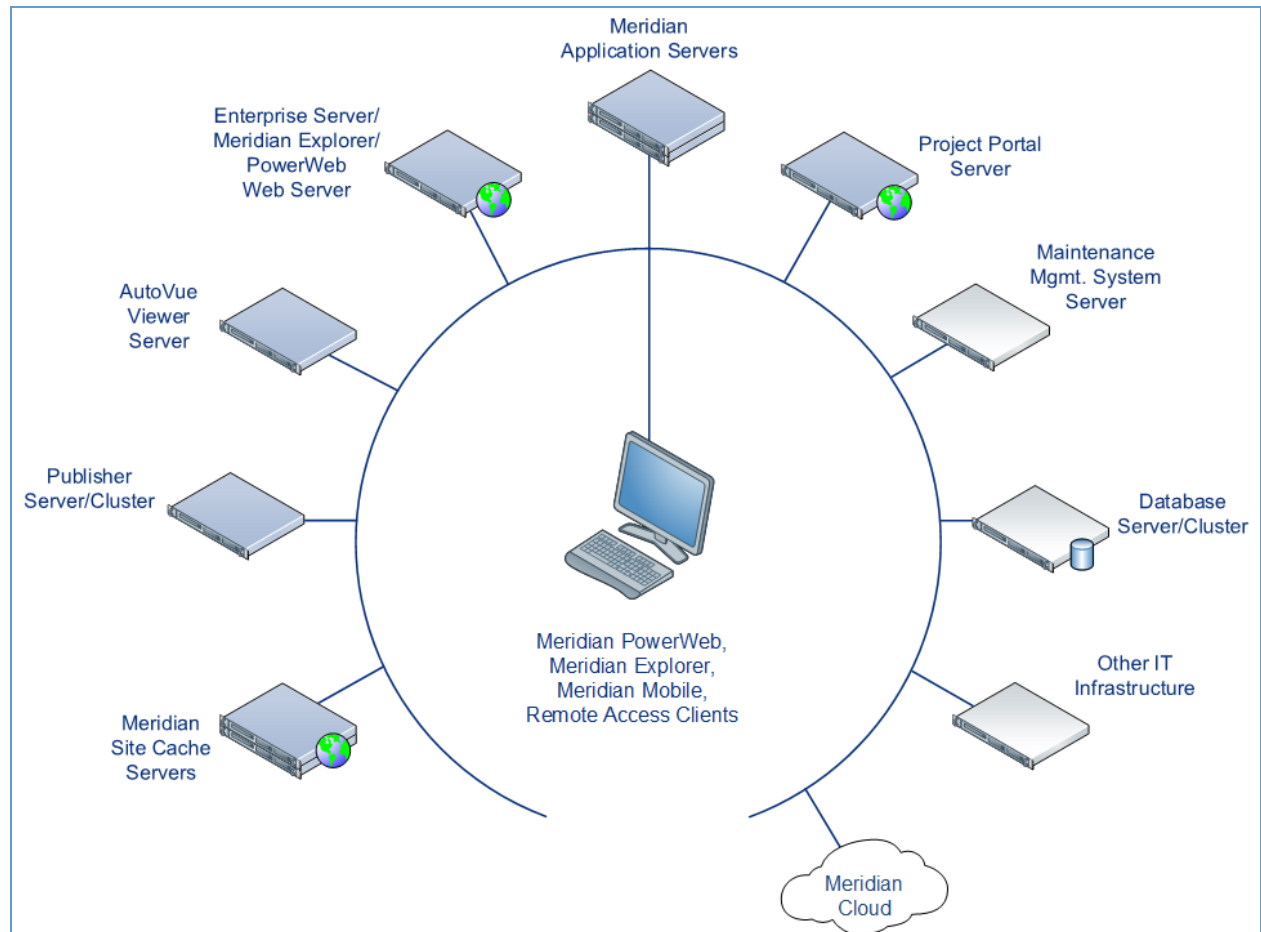 Meridian
Application Servers
Enterprise Server/
Meridian Explorer/
PowerWeb
Web Server
Project Portal
Server
Maintenance
Mgmt. System
Server
AutoVue
Viewer
Server
Publisher
Server/Cluster
Database
Server/Cluster
Meridian PowerWeb,
Meridian Explorer,
Meridian Mobile,
Remote Access Clients
Other IT
Infrastructure
Meridian
Site Cache
Servers
Meridian
Cloud